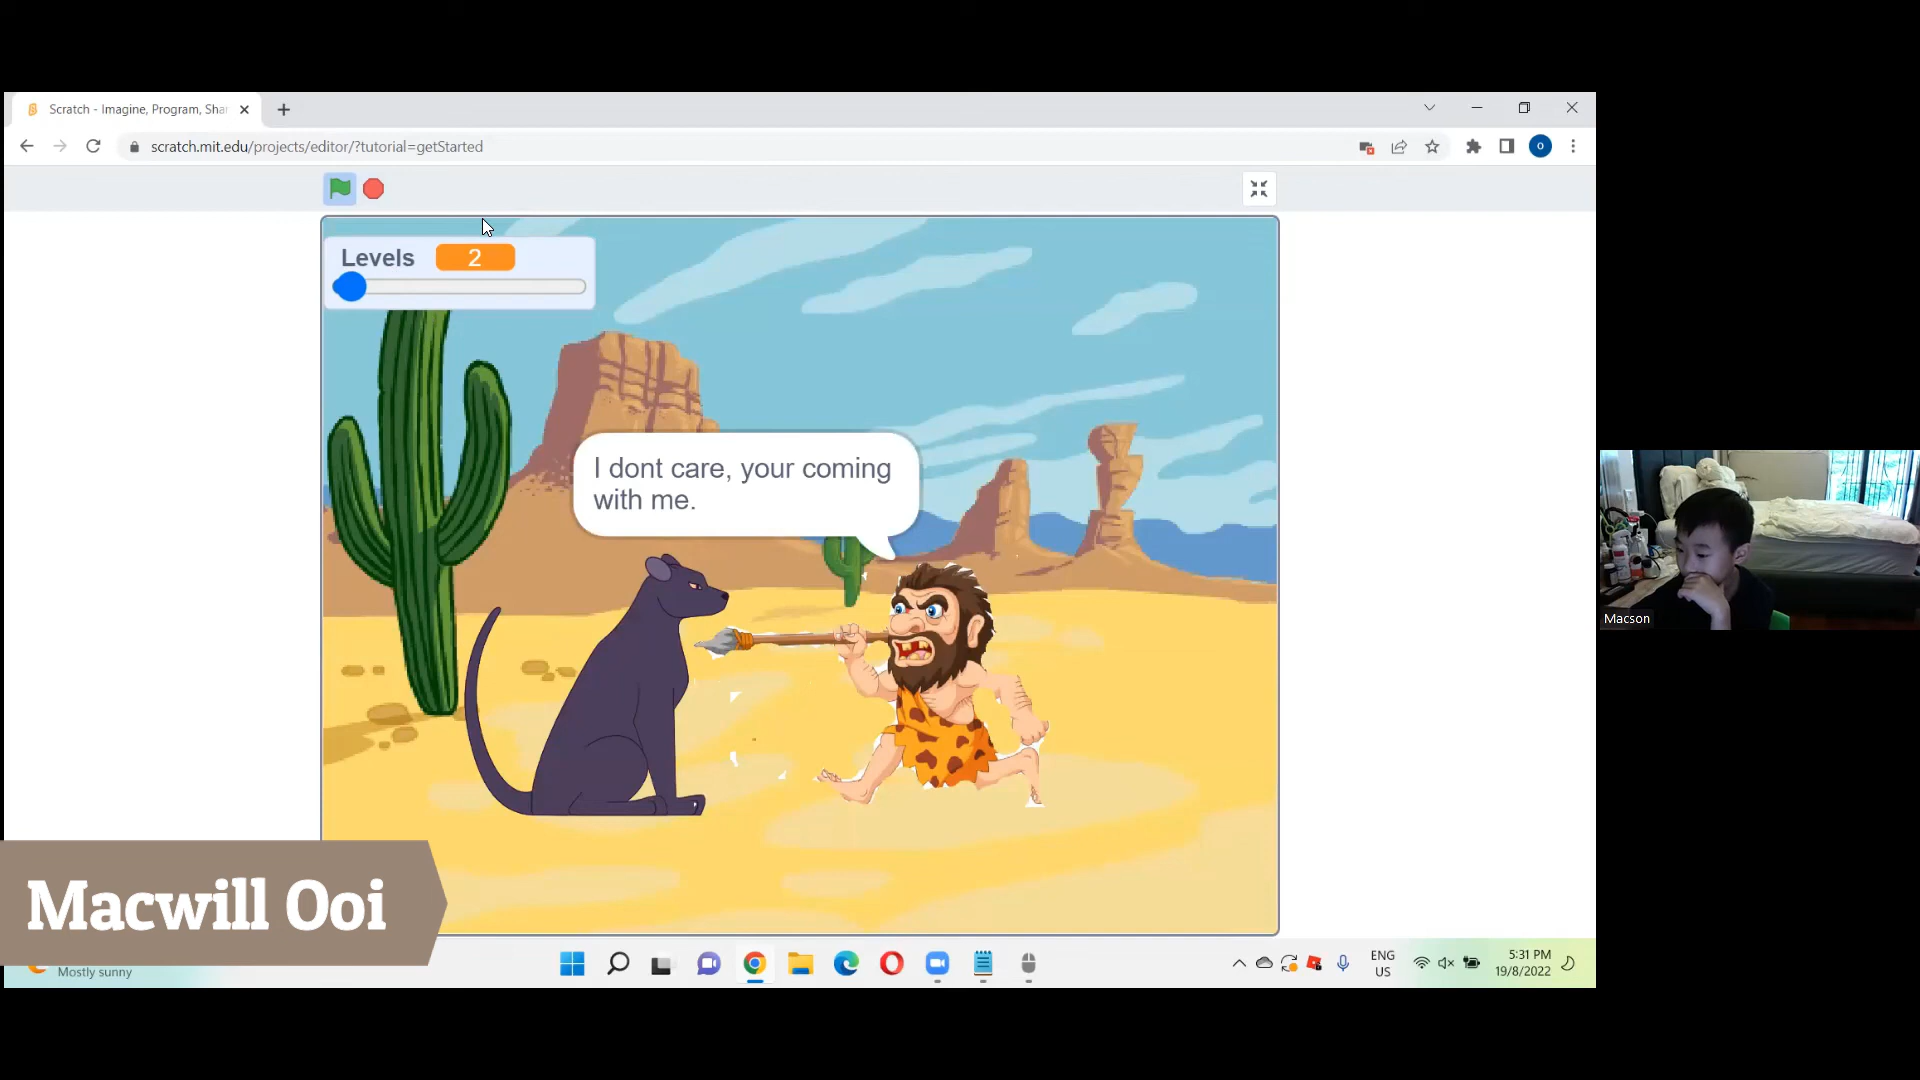 Scratch - Imagine, Program, Shar
scratch.mit.edu/projects/editor/?tutorial=getStarted
O
Levels 2
I dont care, your coming
with me.
Macson
Macwill Ooi
Mostly sunny
ENG
US
5:31 PM
19/8/2022